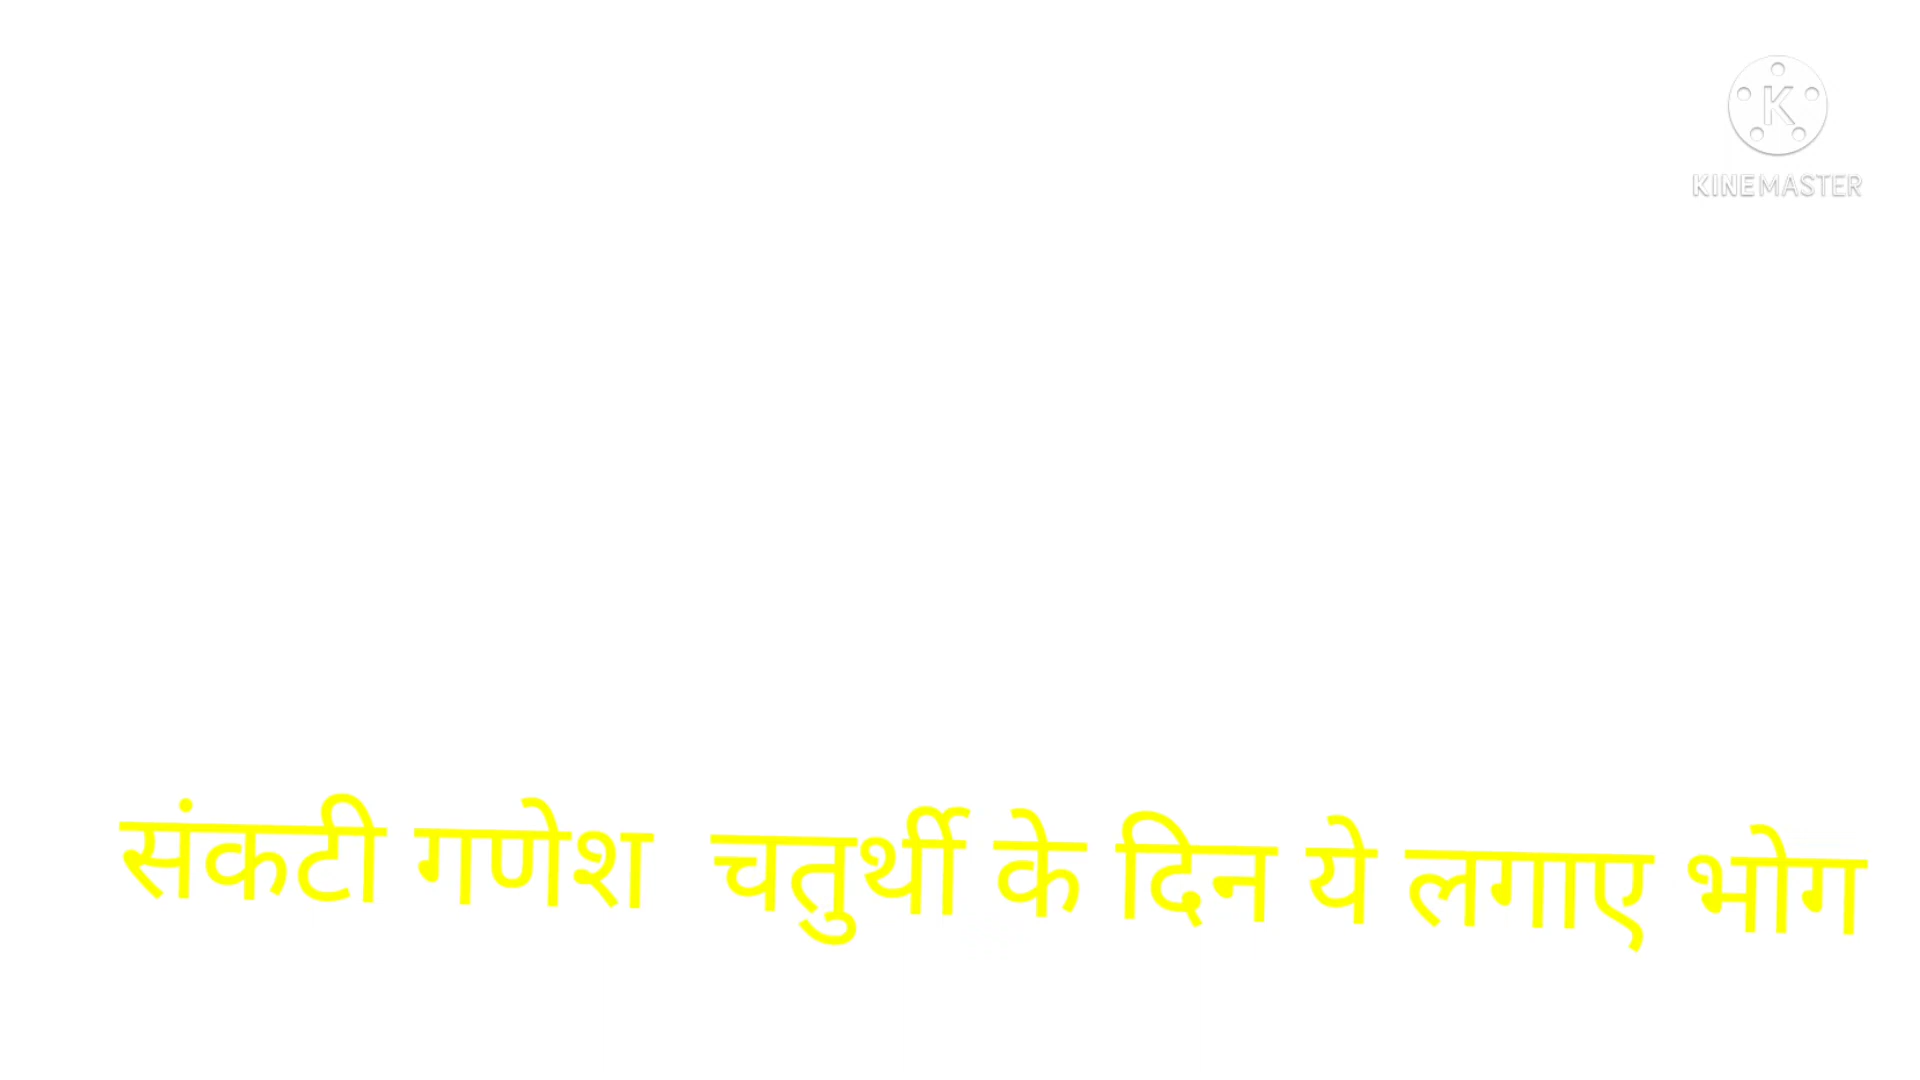 KINEMASTER
संकटी गणेश चतुर्थी के दिन ये लगाए भोग